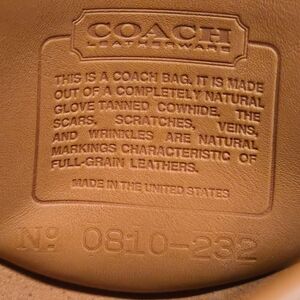 COACH
LEATHERWARE
THIS IS A COACH BAG. IT IS MADE
OUT OF A COMPLETELY NATURAL
GLOVE TANNED COWHIDE. THE
SCARS, SCRATCHES, VEINS,
AND WRINKLES ARE NATURAL
MARKINGS CHARACTERISTIC OF
FULL-GRAIN LEATHERS.
MADE IN THE UNITED STATES
Nº 0810-232